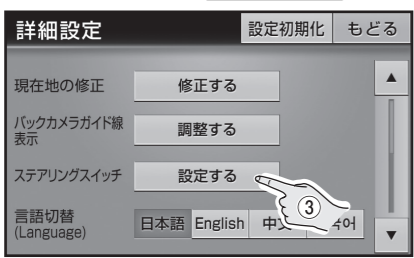 詳細設定 設定初期化 もどる
現在地の修正 修正する ▲
バックカメラガイド線 調整する
表示
ステアリングスイッチ 設定する
③
言語切替 日本語 English
(Language) ▼